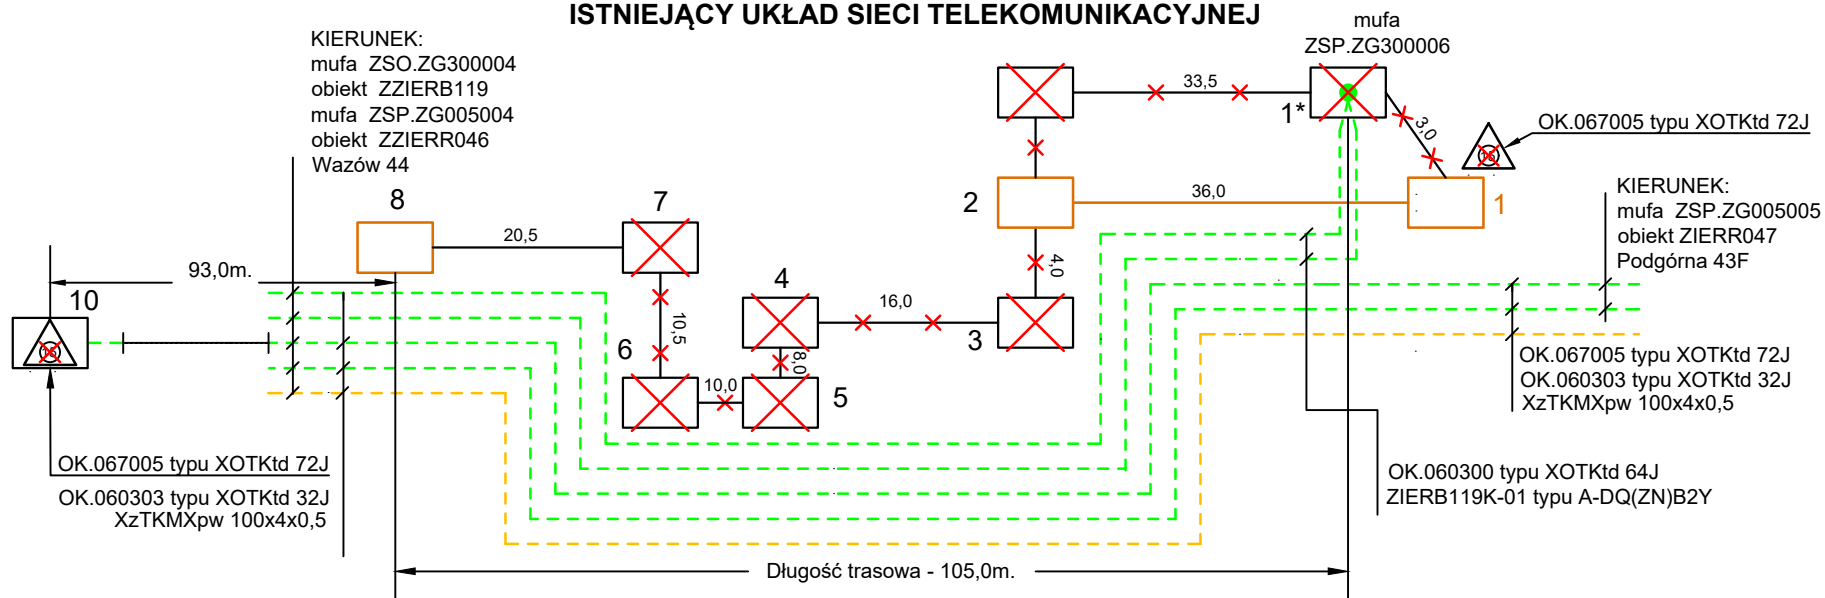 ISTNIEJĄCY UKŁAD SIECI TELEKOMUNIKACYJNEJ
KIERUNEK:
mufa ZSO.ZG300004
obiekt ZZIERB119
mufa ZSP.ZG005004
obiekt ZZIERR046
Wazów 44
mufa
ZSP.ZG300006
33,5
1*
3,0
OK.067005 typu XOTKtd 72J
8
7
2
36,0
1
KIERUNEK:
mufa ZSP.ZG005005
obiekt ZIERR047
Podgórna 43F
20,5
93,0m.
10
4
4,0
16,0
3
10,5
6
8,0
10,0
5
OK.067005 typu XOTKtd 72J
OK.060303 typu XOTKtd 32J
XzTKMXpw 100x4x0,5
OK.067005 typu XOTKtd 72J
OK.060303 typu XOTKtd 32J
XzTKMXpw 100x4x0,5
OK.060300 typu XOTKtd 64J
ZIERB119K-01 typu A-DQ(ZN)B2Y
Długość trasowa - 105,0m.